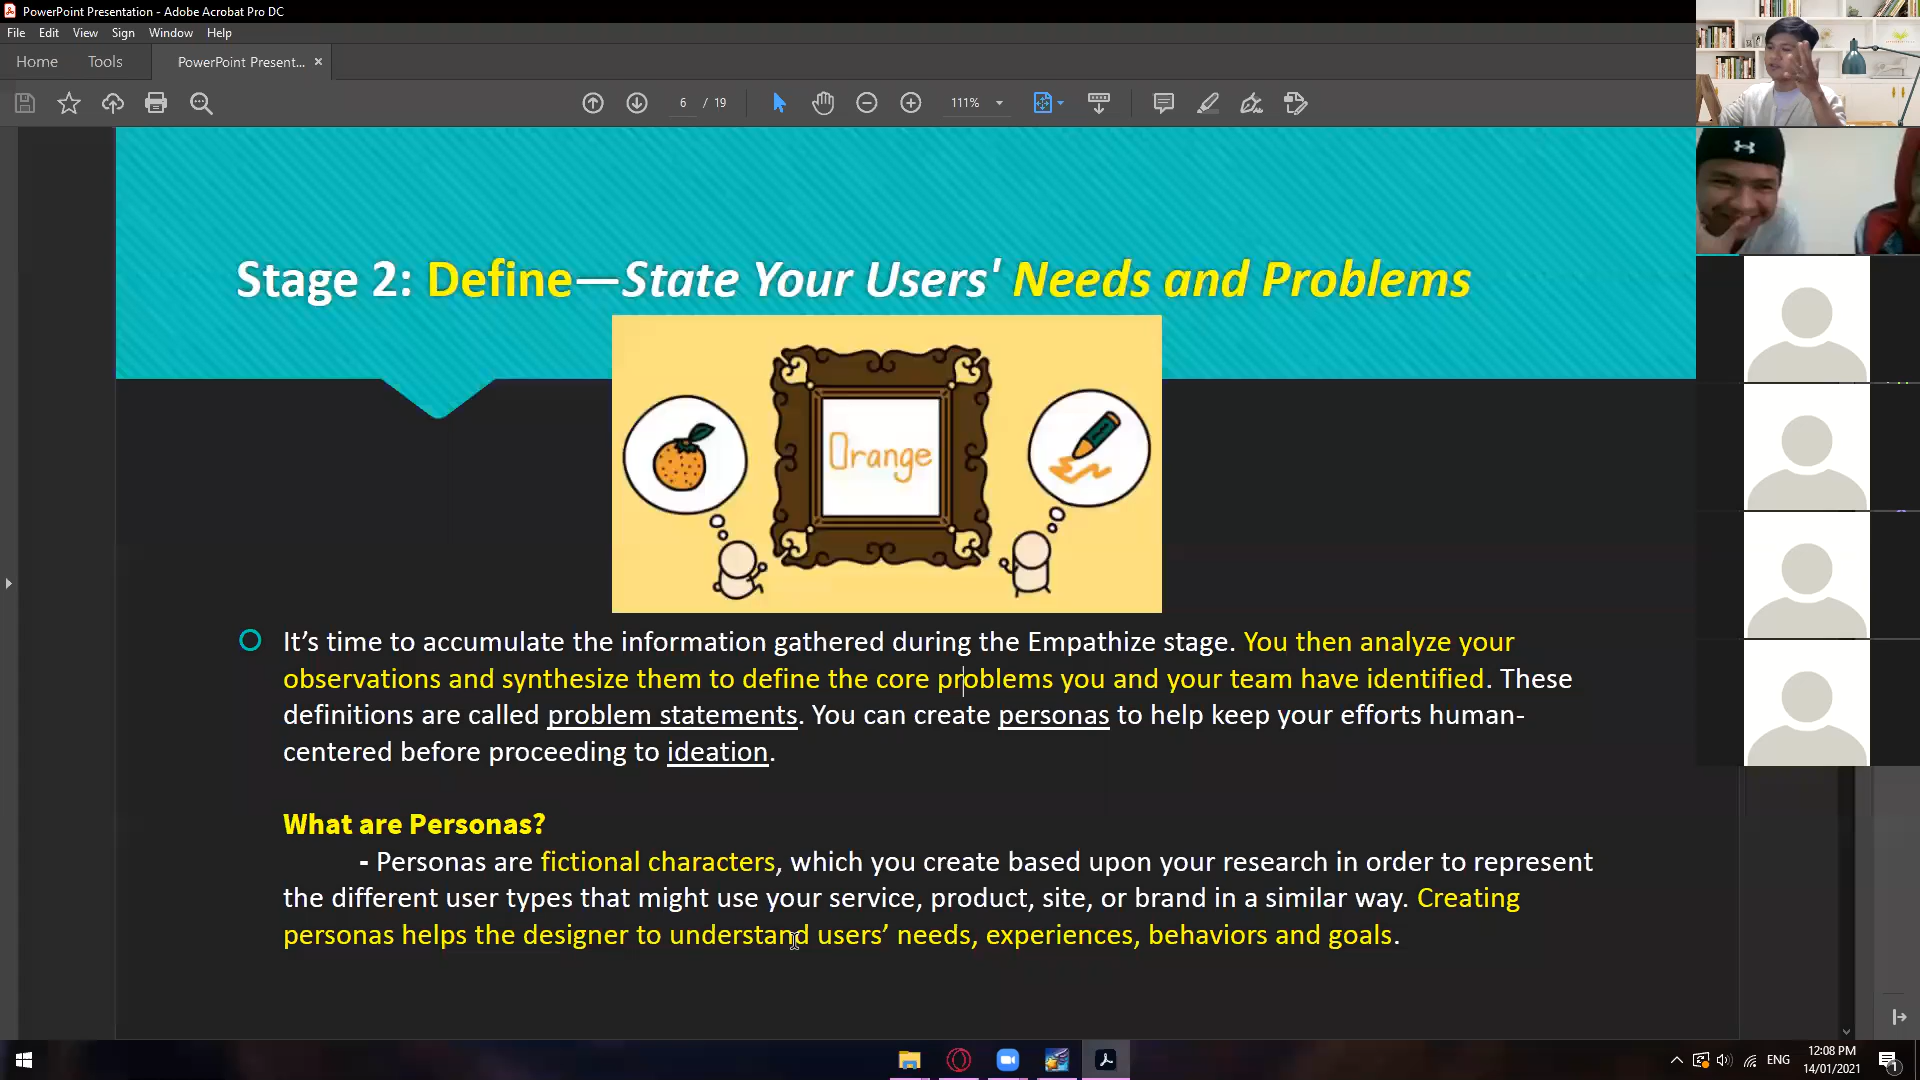 PowerPoint Presentation - Adobe Acrobat Pro DC
File Edit View Sign Window Help
Home Tools PowerPoint Present... ×
6 / 19 111%
Stage 2: Define—State Your Users' Needs and Problems
Orange
It’s time to accumulate the information gathered during the Empathize stage. You then analyze your
observations and synthesize them to define the core problems you and your team have identified. These
definitions are called problem statements. You can create personas to help keep your efforts human-
centered before proceeding to ideation.
What are Personas?
- Personas are fictional characters, which you create based upon your research in order to represent
the different user types that might use your service, product, site, or brand in a similar way. Creating
personas helps the designer to understand users’ needs, experiences, behaviors and goals.
ENG
12:08 PM
14/01/2021
1